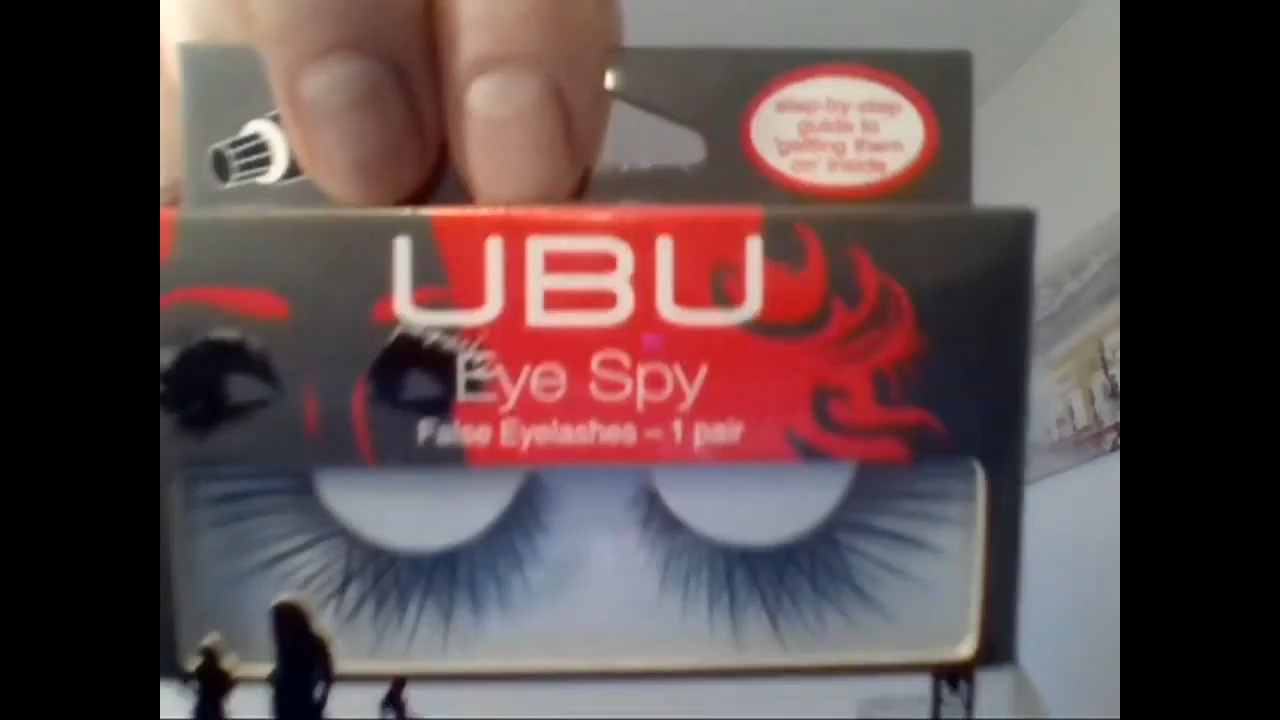 step-by-step
guide to
'getting them
on' inside
UBU
Eye Spy
False Eyelashes – 1 pair